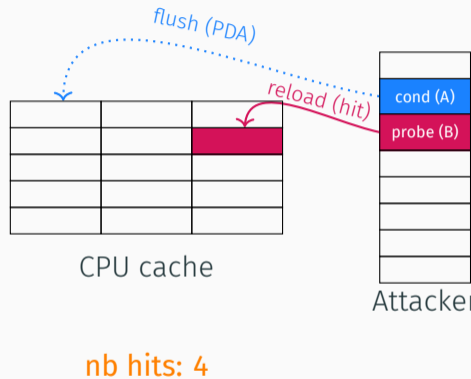 flush (PDA)
reload (hit)
cond (A)
probe (B)
CPU cache
Attacker
nb hits: 4